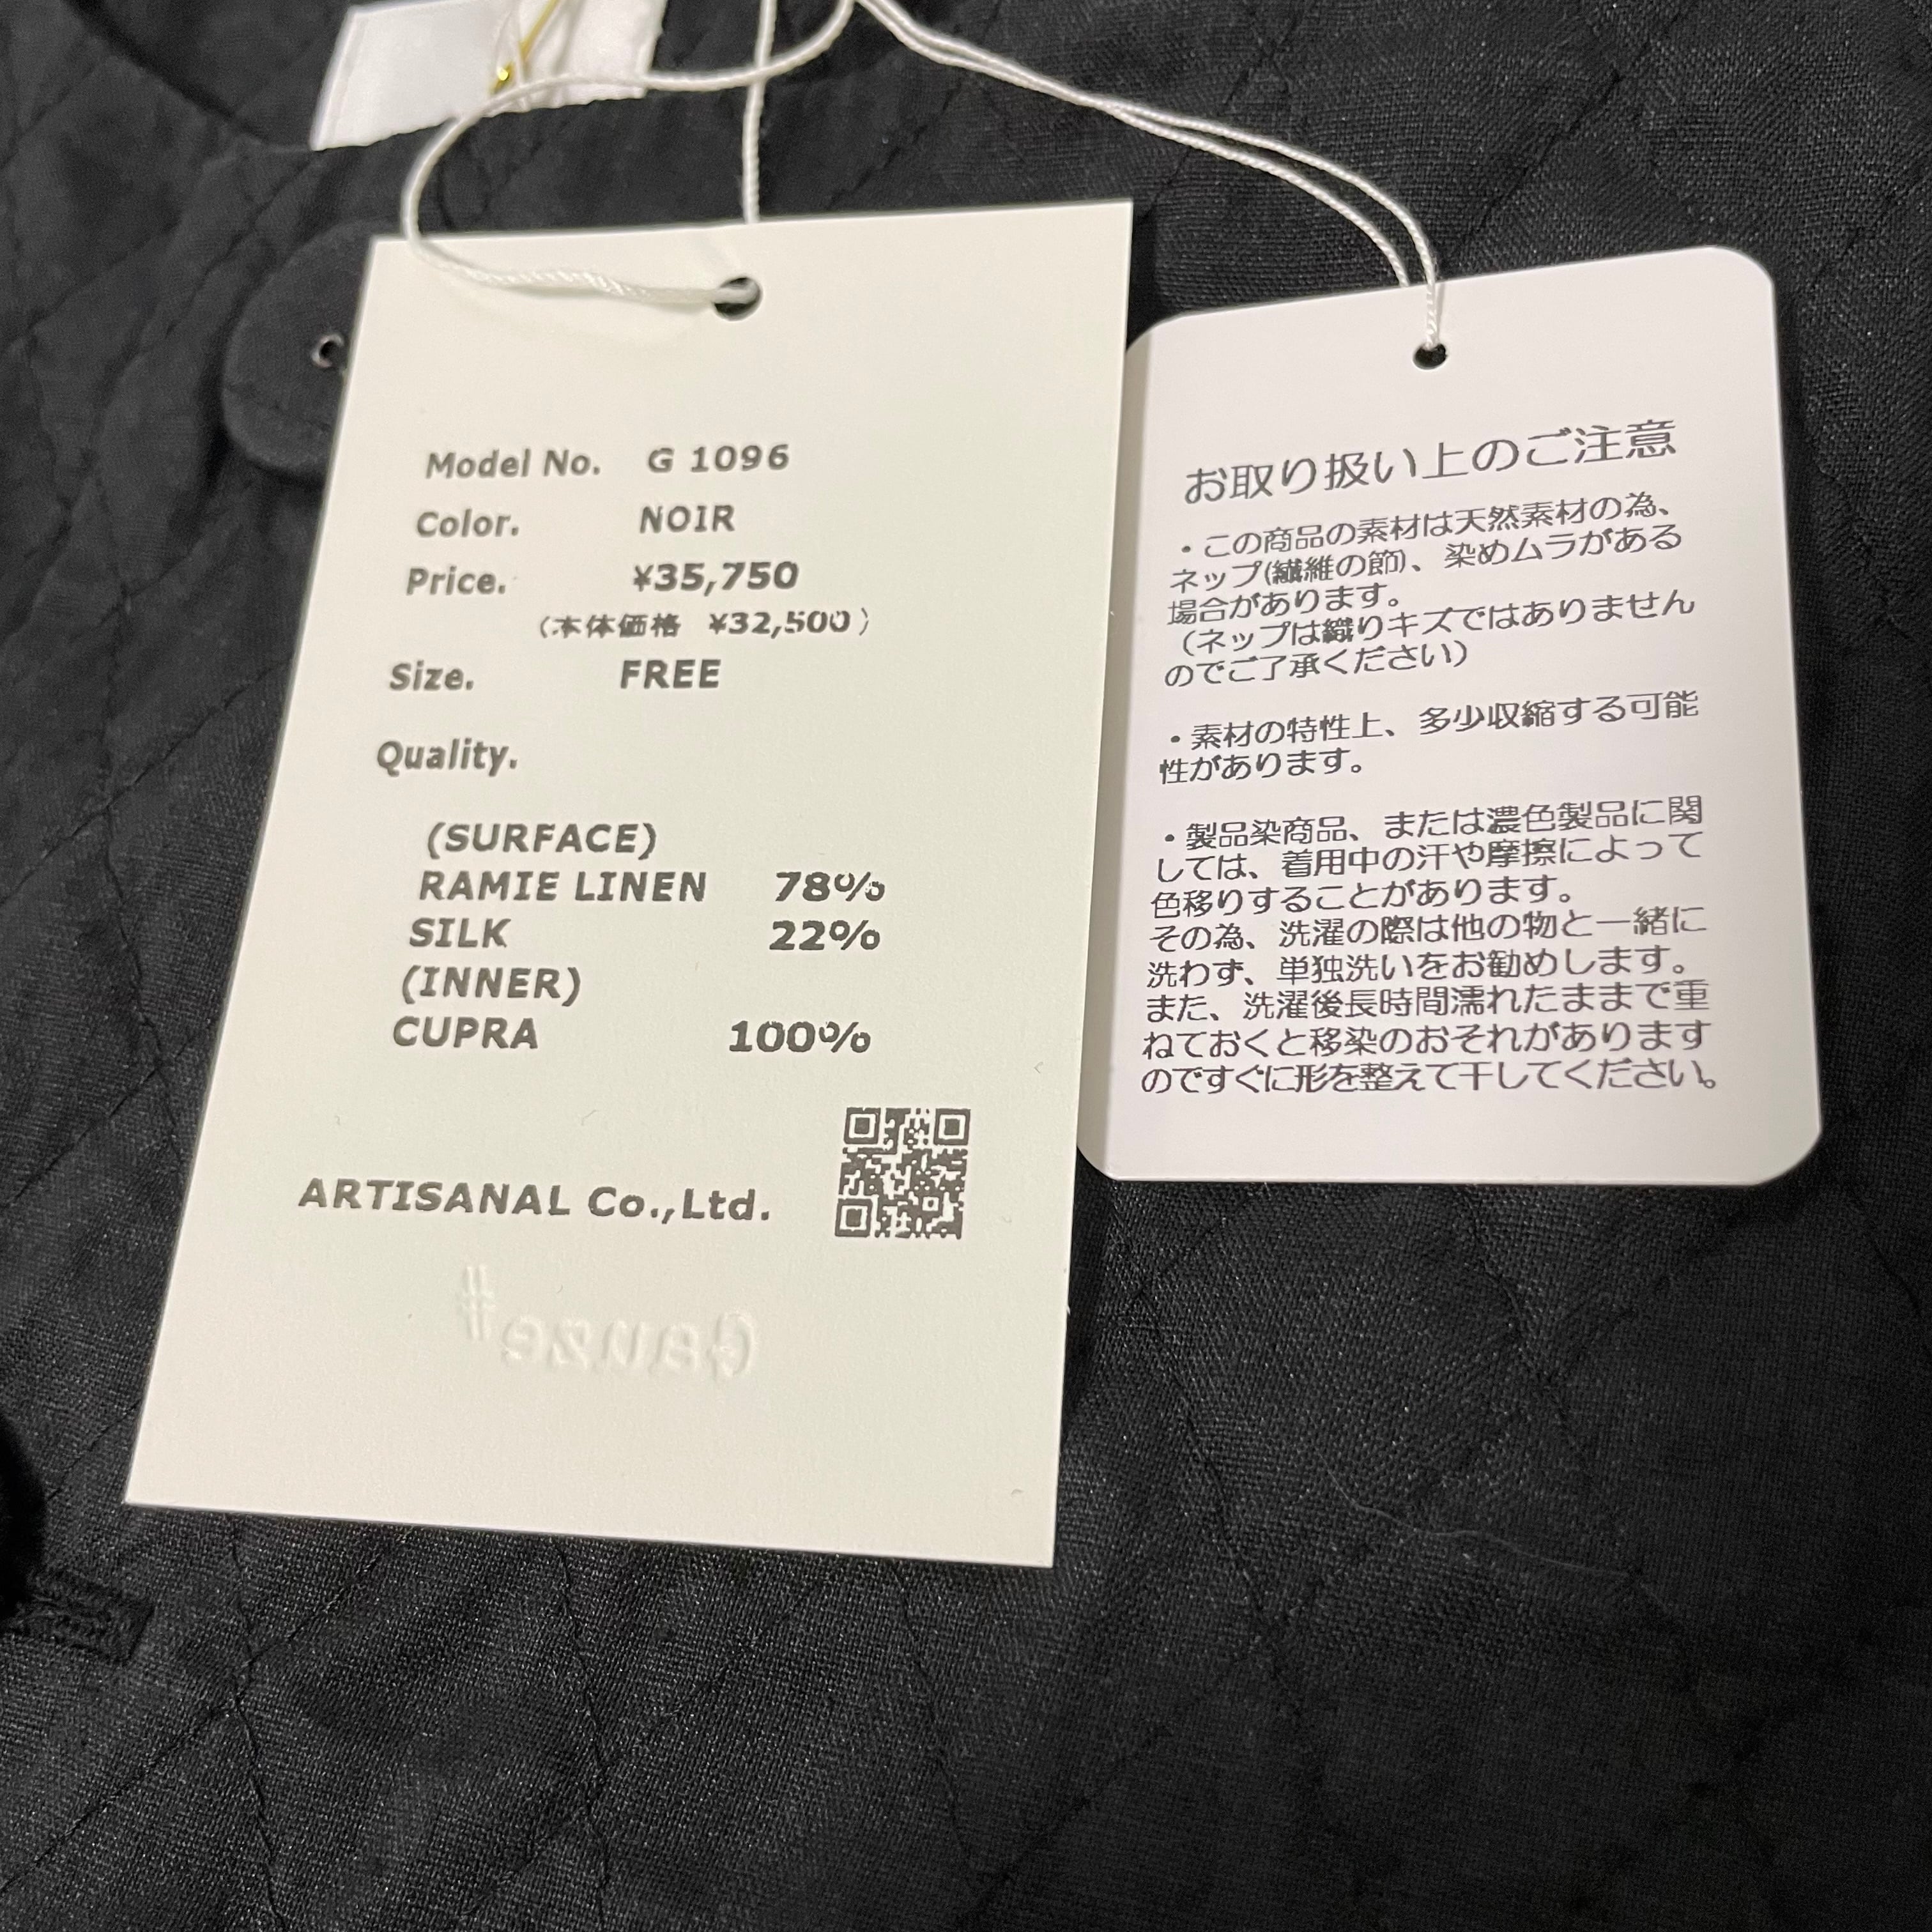 Model No. G 1096
Color. NOIR
Price. ¥35,750
（本体価格 ¥32,500）
Size. FREE
Quality.
(SURFACE)
RAMIE LINEN 78%
SILK 22%
(INNER)
CUPRA 100%
ARTISANAL Co.,Ltd.
Gauze#
お取り扱い上のご注意
・この商品の素材は天然素材の為、
ネップ(繊維の節)、染めムラがある
場合があります。
（ネップは織りキズではありません
のでご了承ください）
・素材の特性上、多少収縮する可能
性があります。
・製品染商品、または濃色製品に関
しては、着用中の汗や摩擦によって
色移りすることがあります。
その為、洗濯の際は他の物と一緒に
洗わず、単独洗いをお勧めします。
また、洗濯後長時間濡れたままで重
ねておくと移染のおそれがあります
のですぐに形を整えて干してください。